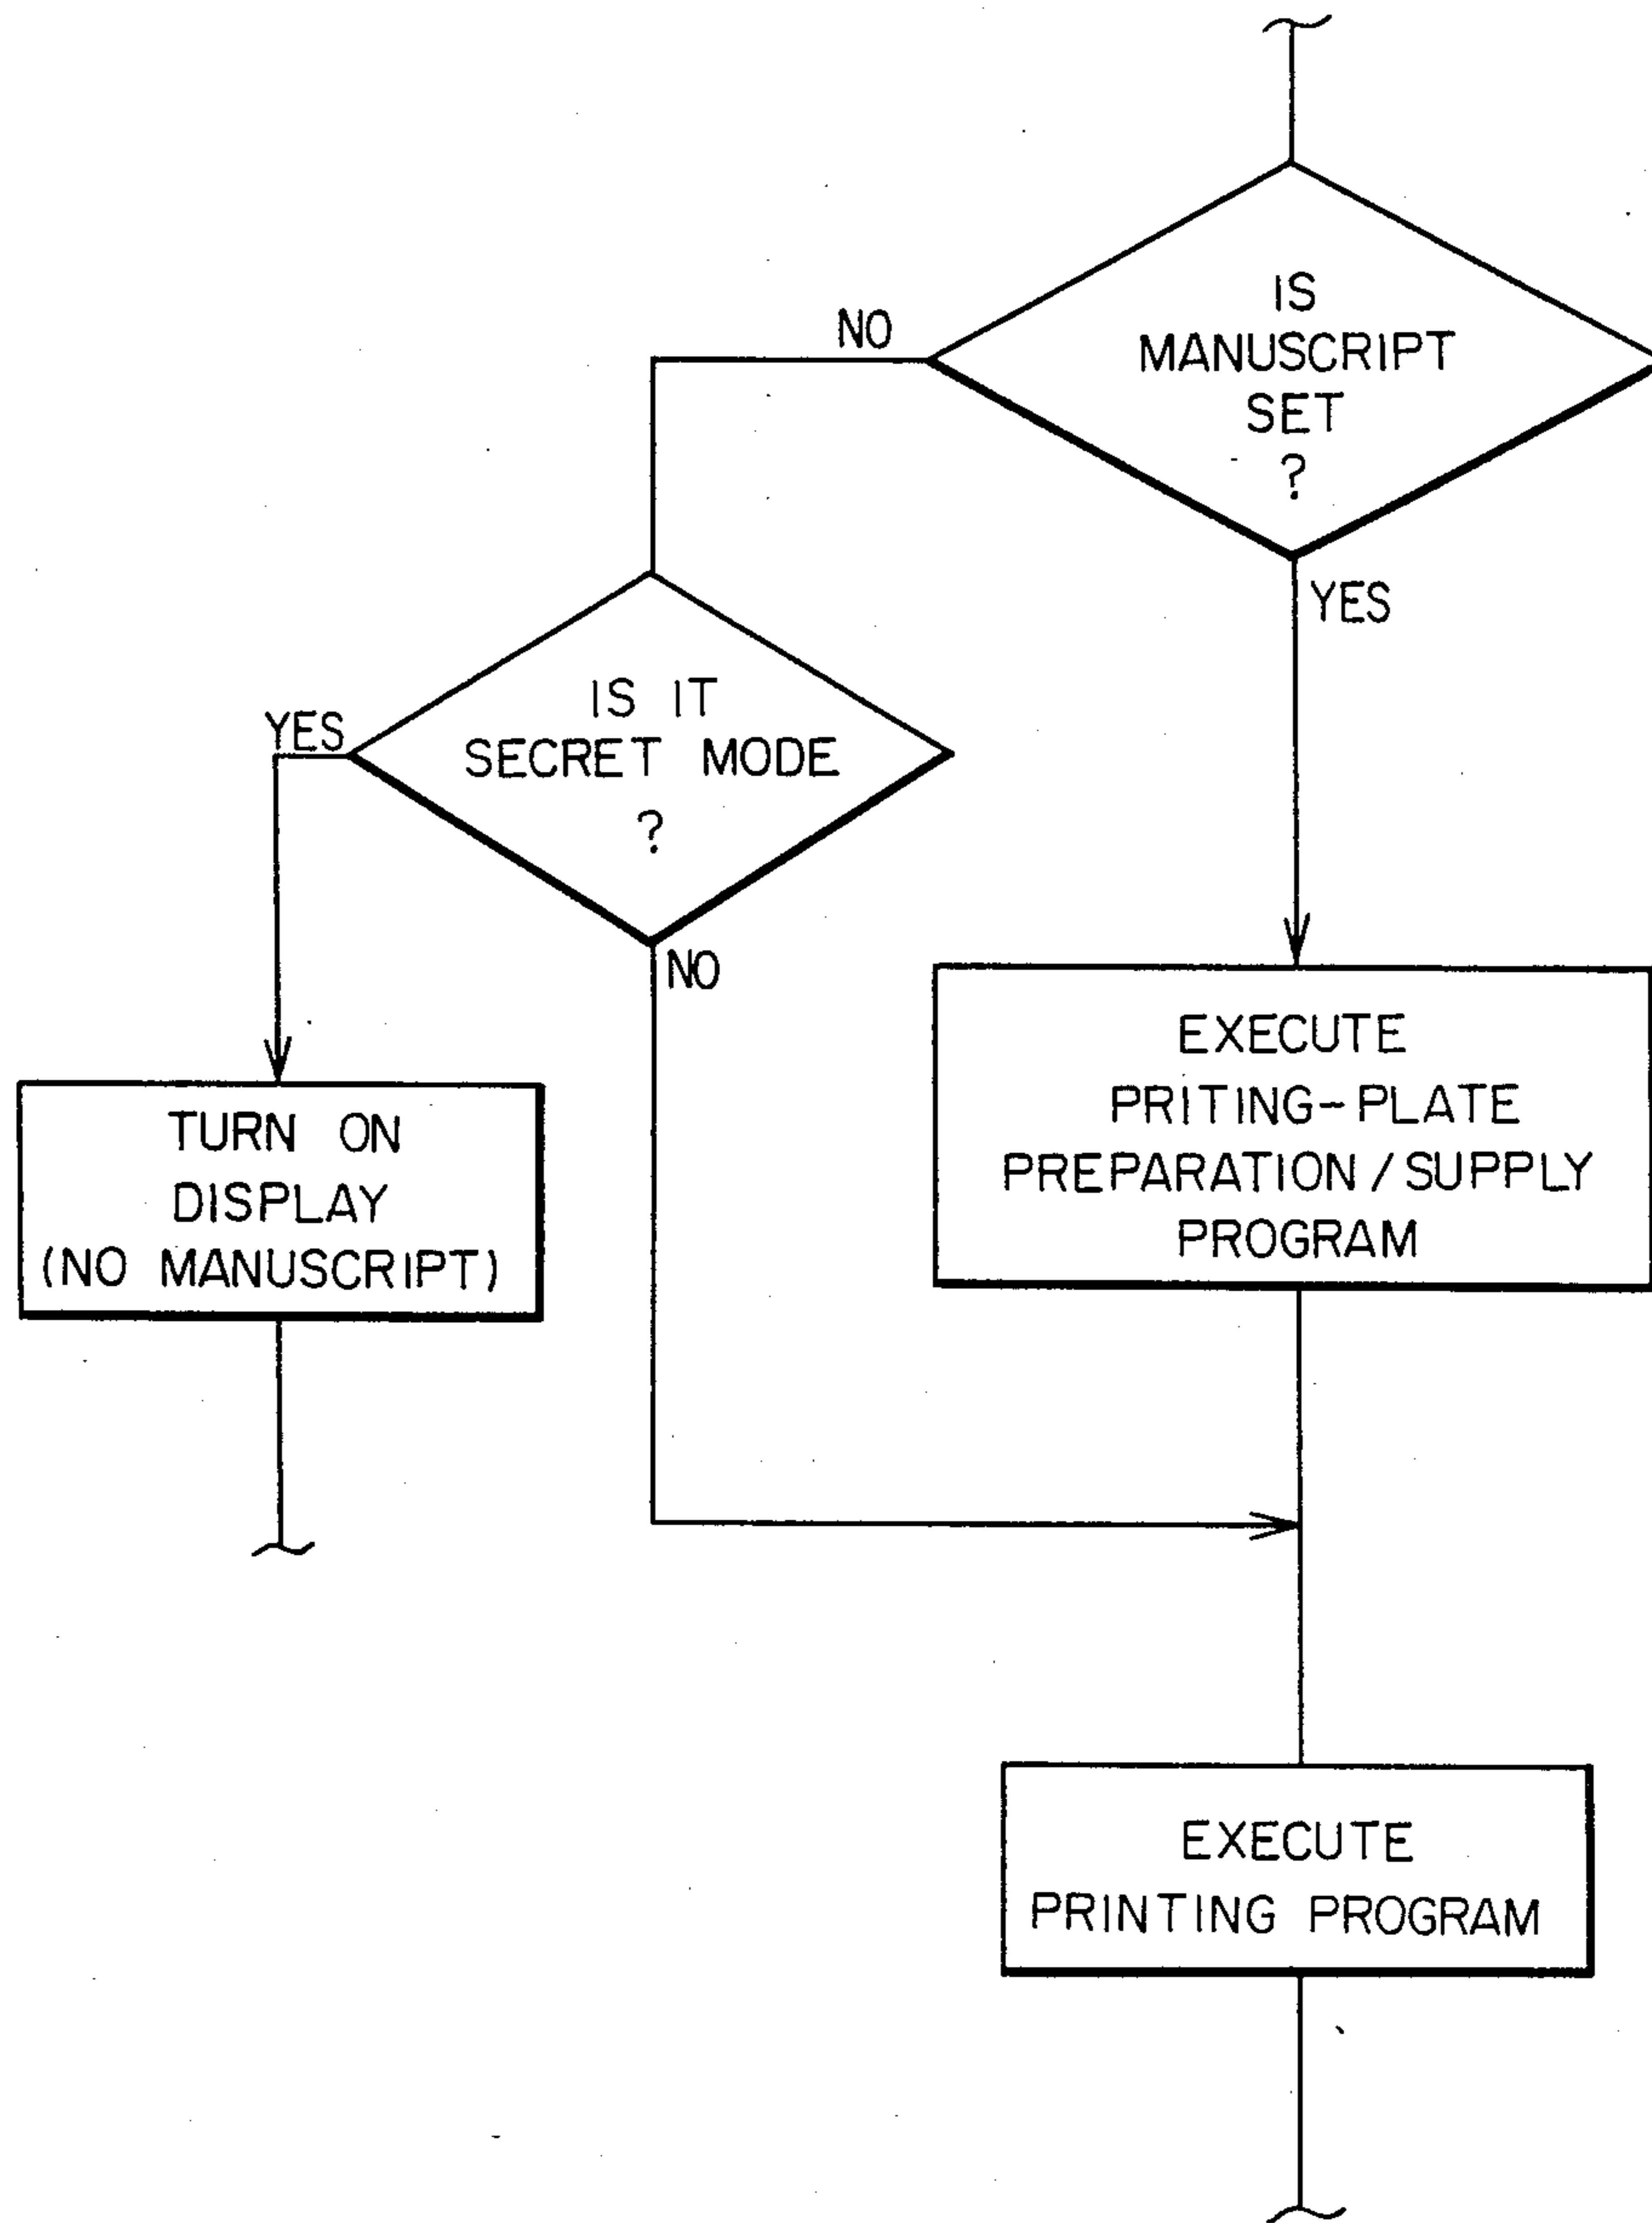 IS
MANUSCRIPT
SET
?
NO
YES
IS IT
SECRET MODE
?
YES
NO
EXECUTE
PRITING-PLATE
PREPARATION/SUPPLY
PROGRAM
TURN ON
DISPLAY
(NO MANUSCRIPT)
EXECUTE
PRINTING PROGRAM